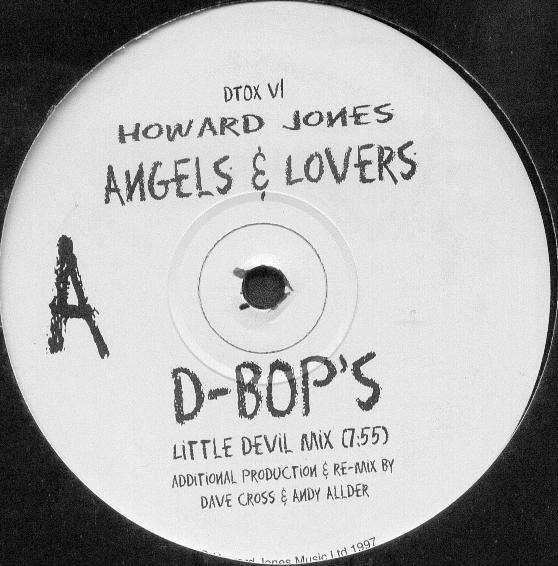 DTOX VI
HOWARD JONES
ANGELS & LOVERS
A
D-BOP'S
LITTLE DEVIL MIX (7:55)
ADDITIONAL PRODUCTION & RE-MIX BY
DAVE CROSS & ANDY ALLDER
Jones Music Ltd 1997